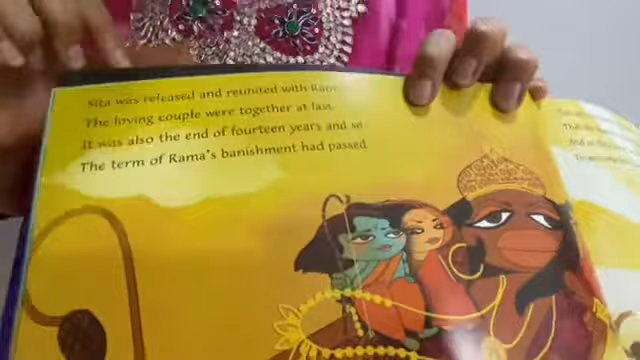 Sita was released and reunited with Rama
The loving couple were together at last.
It was also the end of fourteen years and so
The term of Rama's banishment had passed.